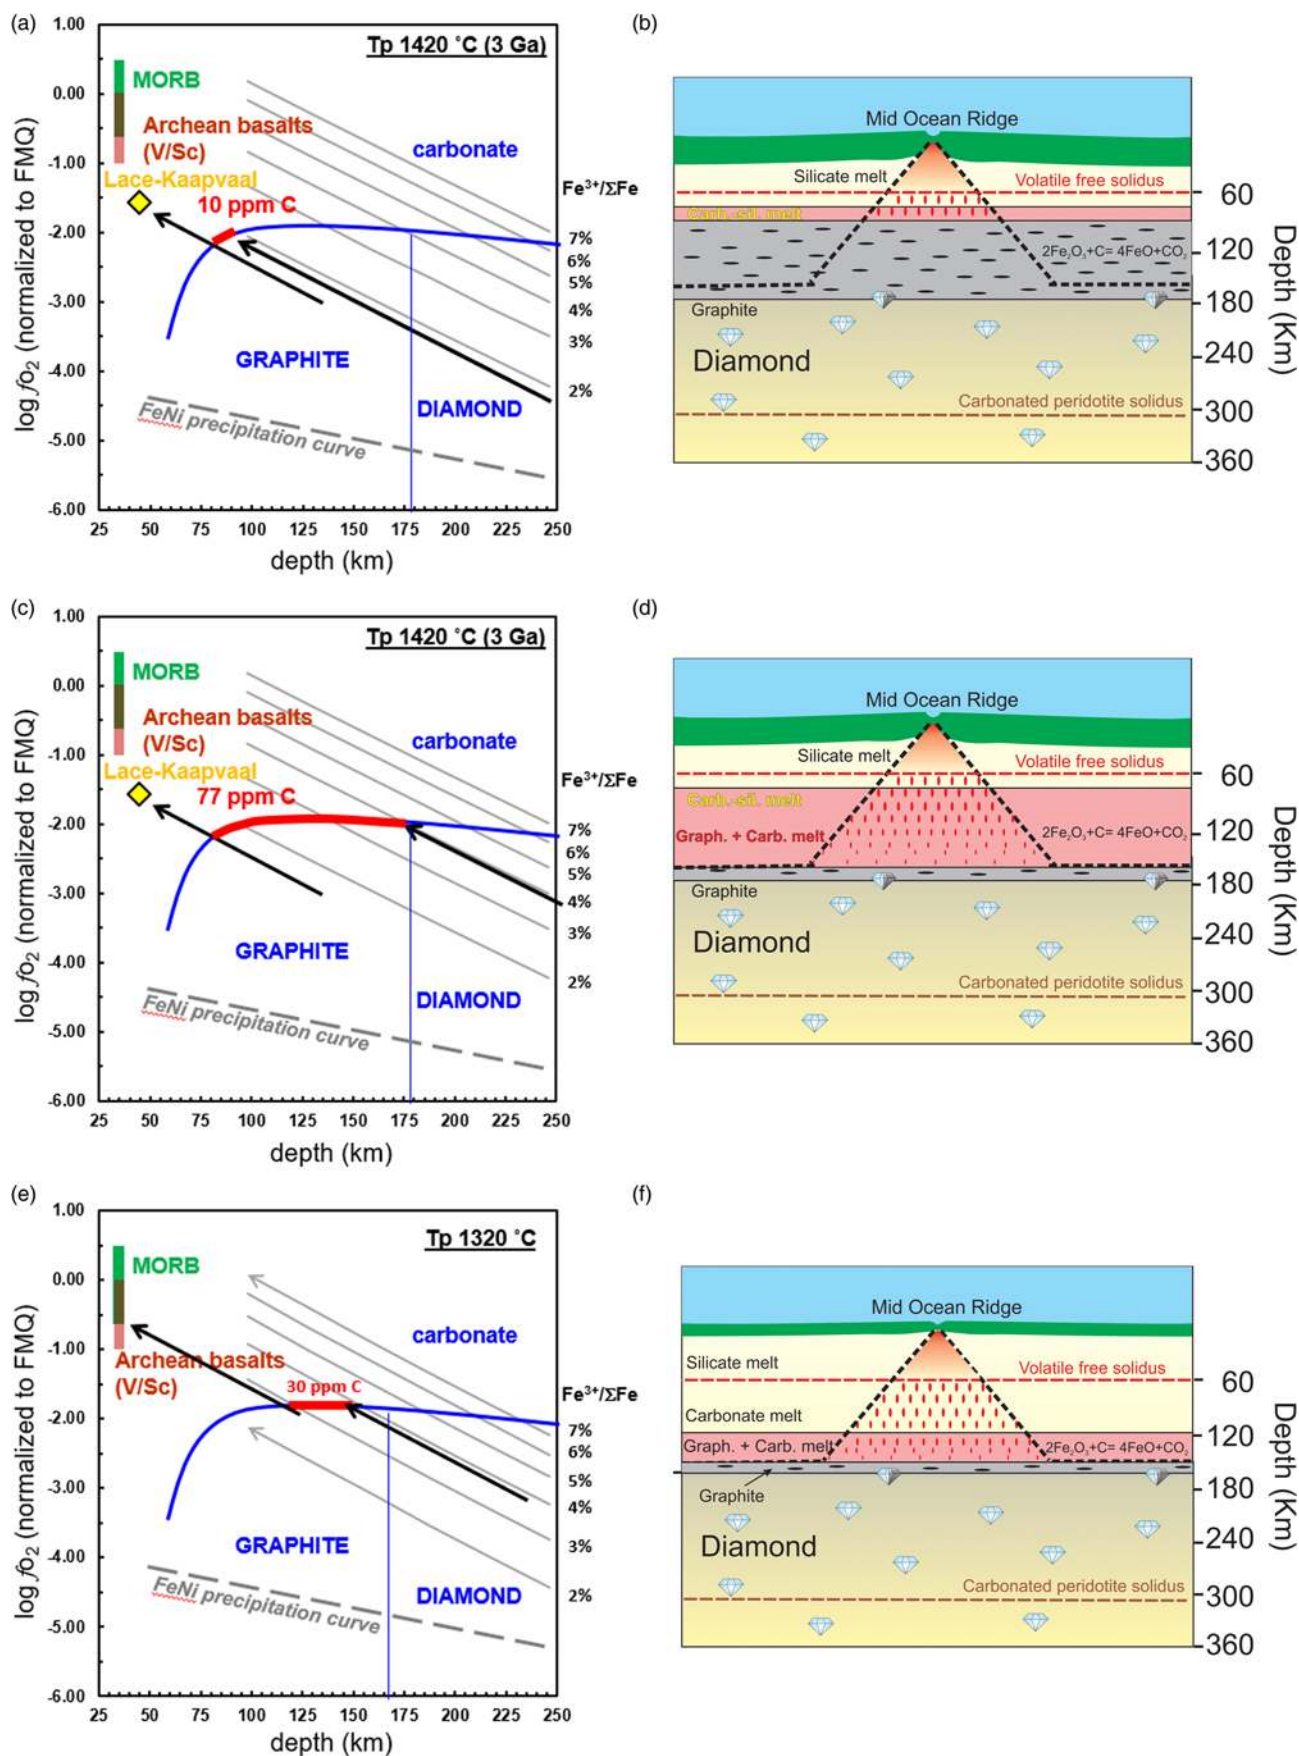 (a)
1.00
0.00
-1.00
-2.00
-3.00
-4.00
-5.00
-6.00
log fO₂ (normalized to FMQ)
Tp 1420 ˚C (3 Ga)
MORB
Archean basalts
(V/Sc)
Lace-Kaapvaal
10 ppm C
carbonate
Fe³⁺/ΣFe
7%
6%
5%
4%
3%
2%
GRAPHITE
DIAMOND
FeNi precipitation curve
25 50 75 100 125 150 175 200 225 250
depth (km)
(b)
Mid Ocean Ridge
Silicate melt
Volatile free solidus
Carb.-sil. melt
2Fe₂O₃+C= 4FeO+CO₂
Graphite
Diamond
Carbonated peridotite solidus
60
120
180
240
300
360
Depth (Km)
(c)
1.00
0.00
-1.00
-2.00
-3.00
-4.00
-5.00
-6.00
log fO₂ (normalized to FMQ)
Tp 1420 ˚C (3 Ga)
MORB
Archean basalts
(V/Sc)
Lace-Kaapvaal
77 ppm C
carbonate
Fe³⁺/ΣFe
7%
6%
5%
4%
3%
2%
GRAPHITE
DIAMOND
FeNi precipitation curve
25 50 75 100 125 150 175 200 225 250
depth (km)
(d)
Mid Ocean Ridge
Silicate melt
Volatile free solidus
Carb.-sil. melt
Graph. + Carb. melt
2Fe₂O₃+C= 4FeO+CO₂
Graphite
Diamond
Carbonated peridotite solidus
60
120
180
240
300
360
Depth (Km)
(e)
1.00
0.00
-1.00
-2.00
-3.00
-4.00
-5.00
-6.00
log fO₂ (normalized to FMQ)
Tp 1320 ˚C
MORB
Archean basalts
(V/Sc)
30 ppm C
carbonate
Fe³⁺/ΣFe
7%
6%
5%
4%
3%
2%
GRAPHITE
DIAMOND
FeNi precipitation curve
25 50 75 100 125 150 175 200 225 250
depth (km)
(f)
Mid Ocean Ridge
Silicate melt
Volatile free solidus
Carbonate melt
Graph. + Carb. melt
2Fe₂O₃+C= 4FeO+CO₂
Graphite
Diamond
Carbonated peridotite solidus
60
120
180
240
300
360
Depth (Km)